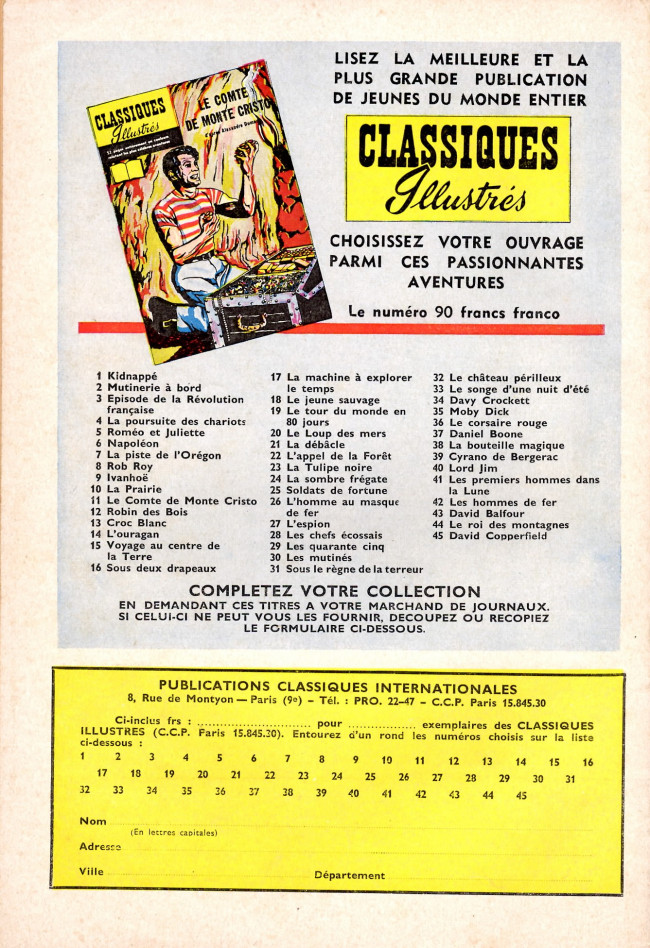 LISEZ LA MEILLEURE ET LA
PLUS GRANDE PUBLICATION
DE JEUNES DU MONDE ENTIER
CLASSIQUES
Illustrés
LE COMTE
DE MONTE CRISTO
d'après Alexandre Dumas
CLASSIQUES
Illustrés
CHOISISSEZ VOTRE OUVRAGE
PARMI CES PASSIONNANTES
AVENTURES
Le numéro 90 francs franco
1 Kidnappé
2 Mutinerie à bord
3 Episode de la Révolution
française
4 La poursuite des chariots
5 Roméo et Juliette
6 Napoléon
7 La piste de l'Orégon
8 Rob Roy
9 Ivanhoë
10 La Prairie
11 Le Comte de Monte Cristo
12 Robin des Bois
13 Croc Blanc
14 L'ouragan
15 Voyage au centre de
la Terre
16 Sous deux drapeaux
17 La machine à explorer
le temps
18 Le jeune sauvage
19 Le tour du monde en
80 jours
20 Le Loup des mers
21 La débâcle
22 L'appel de la Forêt
23 La Tulipe noire
24 La sombre frégate
25 Soldats de fortune
26 L'homme au masque
de fer
27 L'espion
28 Les chefs écossais
29 Les quarante cinq
30 Les mutinés
31 Sous le règne de la terreur
32 Le château périlleux
33 Le songe d'une nuit d'été
34 Davy Crockett
35 Moby Dick
36 Le corsaire rouge
37 Daniel Boone
38 La bouteille magique
39 Cyrano de Bergerac
40 Lord Jim
41 Les premiers hommes dans
la Lune
42 Les hommes de fer
43 David Balfour
44 Le roi des montagnes
45 David Copperfield
COMPLETEZ VOTRE COLLECTION
EN DEMANDANT CES TITRES A VOTRE MARCHAND DE JOURNAUX.
SI CELUI-CI NE PEUT VOUS LES FOURNIR, DECOUPEZ OU RECOPIEZ
LE FORMULAIRE CI-DESSOUS.
PUBLICATIONS CLASSIQUES INTERNATIONALES
8, Rue de Montyon — Paris (9e) – Tél. : PRO. 22-47 – C.C.P. Paris 15.845.30
Ci-inclus frs : .............................. pour .................. exemplaires des CLASSIQUES
ILLUSTRES (C.C.P. Paris 15.845.30). Entourez d'un rond les numéros choisis sur la liste
ci-dessous :
1 2 3 4 5 6 7 8 9 10 11 12 13 14 15 16
17 18 19 20 21 22 23 24 25 26 27 28 29 30 31
32 33 34 35 36 37 38 39 40 41 42 43 44 45
Nom
(En lettres capitales)
Adresse
Ville Département